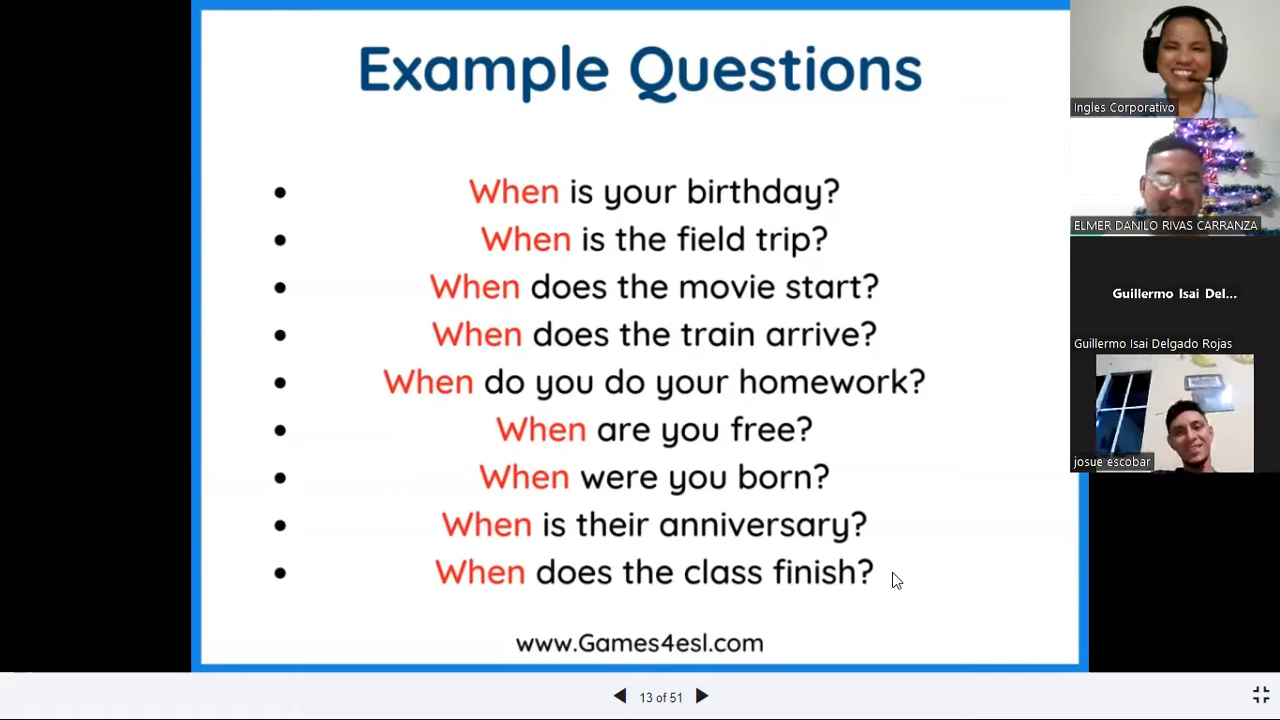 Example Questions
• When is your birthday?
• When is the field trip?
• When does the movie start?
• When does the train arrive?
• When do you do your homework?
• When are you free?
• When were you born?
• When is their anniversary?
• When does the class finish?
www.Games4esl.com
13 of 51
Ingles Corporativo
ELMER DANILO RIVAS CARRANZA
Guillermo Isai Del...
Guillermo Isai Delgado Rojas
josue escobar